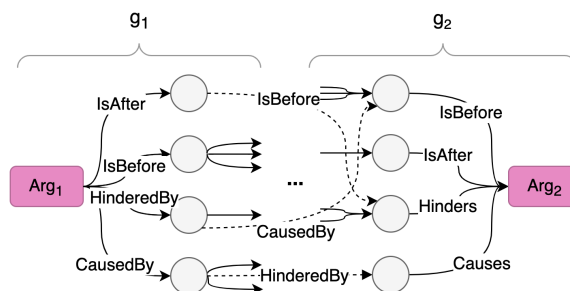 g1 g2
IsAfter IsBefore IsBefore
IsBefore IsAfter
Arg1 ... Arg2
HinderedBy Hinders
CausedBy
CausedBy HinderedBy Causes